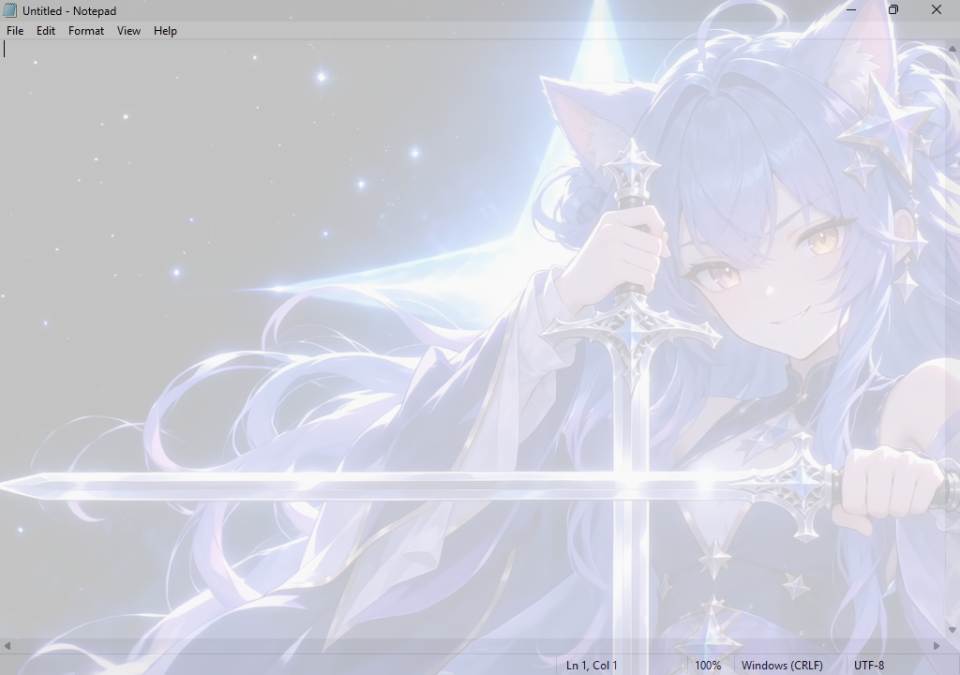 Untitled - Notepad
File Edit Format View Help
Ln 1, Col 1 100% Windows (CRLF) UTF-8